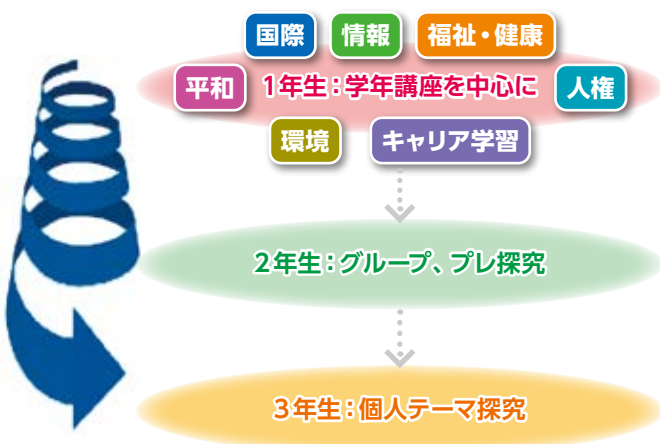 国際 情報 福祉・健康
平和 1年生：学年講座を中心に 人権
環境 キャリア学習
2年生：グループ、プレ探究
3年生：個人テーマ探究